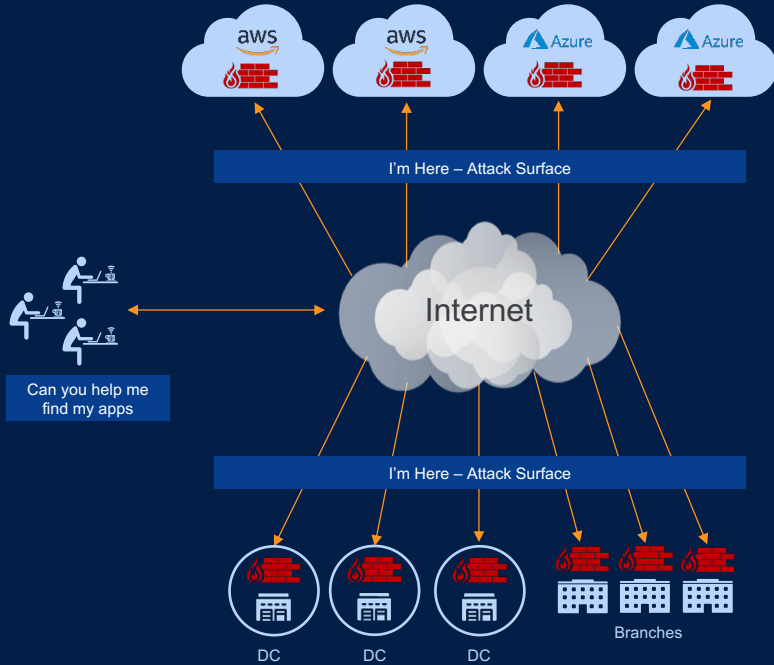 aws
aws
Azure
Azure
I'm Here – Attack Surface
Internet
Can you help me
find my apps
I'm Here – Attack Surface
Branches
DC
DC
DC